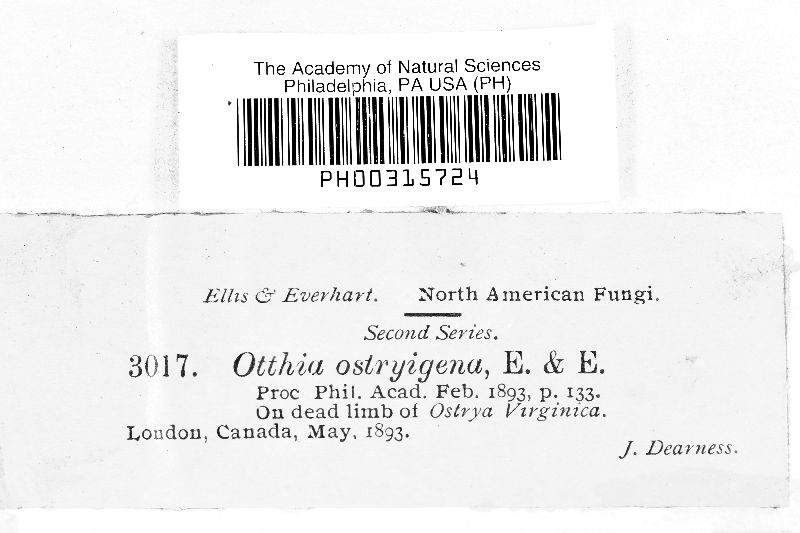 The Academy of Natural Sciences
Philadelphia, PA USA (PH)
PH00315724
Ellis & Everhart. North American Fungi.
Second Series.
3017. Otthia ostryigena, E. & E.
Proc Phil. Acad. Feb. 1893, p. 133.
On dead limb of Ostrya Virginica.
London, Canada, May, 1893.
J. Dearness.